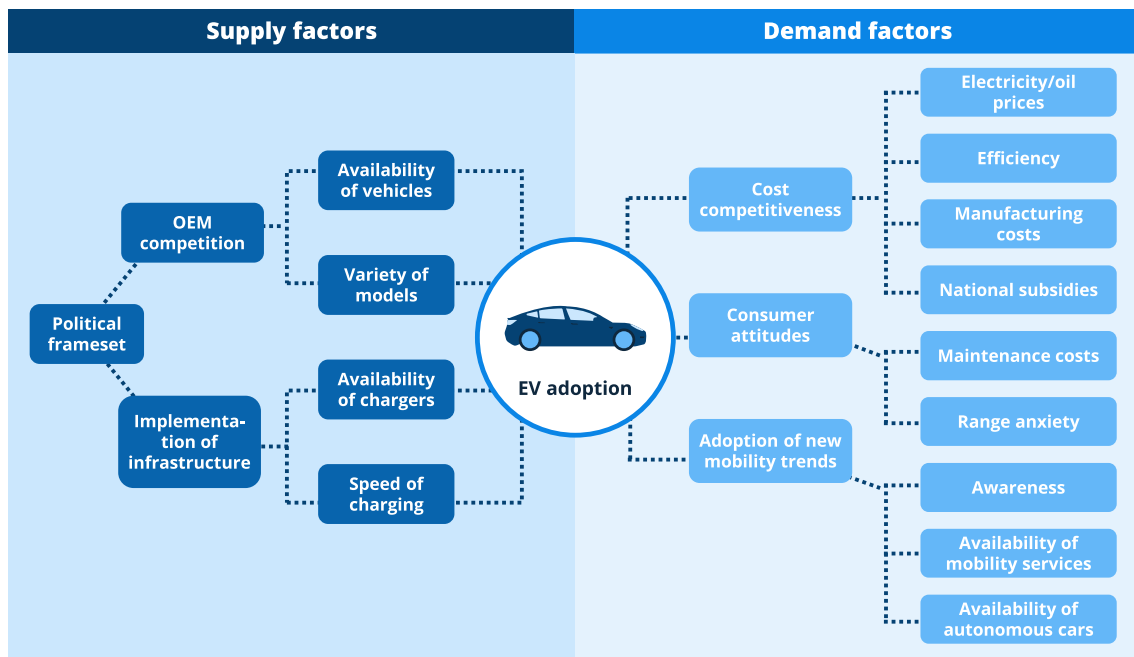 Supply factors
Demand factors
Political
frameset
OEM
competition
Implementa-
tion of
infrastructure
Availability
of vehicles
Variety of
models
Availability
of chargers
Speed of
charging
EV adoption
Cost
competitiveness
Consumer
attitudes
Adoption of new
mobility trends
Electricity/oil
prices
Efficiency
Manufacturing
costs
National subsidies
Maintenance costs
Range anxiety
Awareness
Availability of
mobility services
Availability of
autonomous cars